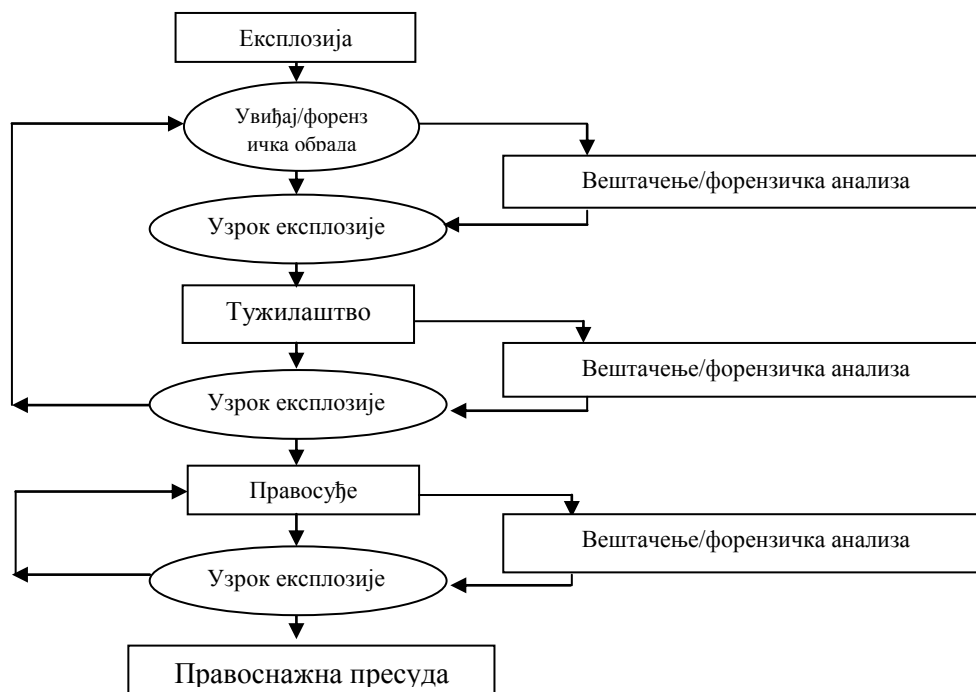 Експлозија
Увиђај/форенз
ичка обрада
Вештачење/форензичка анализа
Узрок експлозије
Тужилаштво
Вештачење/форензичка анализа
Узрок експлозије
Правосуђе
Вештачење/форензичка анализа
Узрок експлозије
Правоснажна пресуда